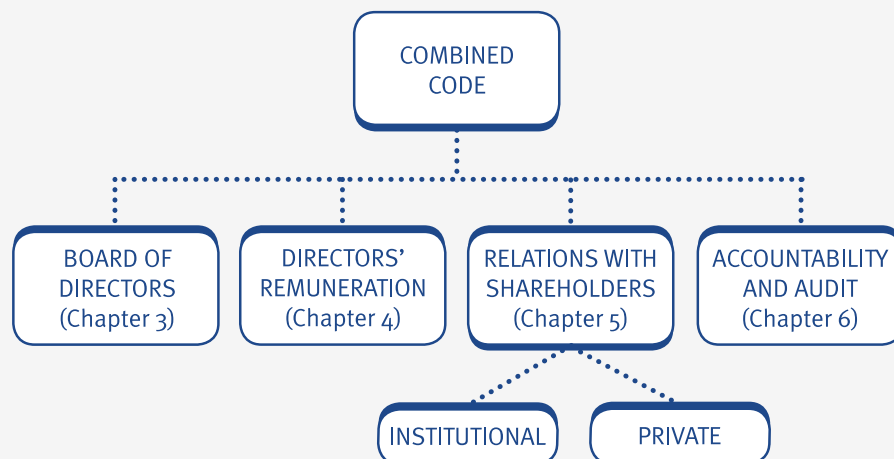 COMBINED
CODE
BOARD OF
DIRECTORS
(Chapter 3)
DIRECTORS’
REMUNERATION
(Chapter 4)
RELATIONS WITH
SHAREHOLDERS
(Chapter 5)
ACCOUNTABILITY
AND AUDIT
(Chapter 6)
INSTITUTIONAL
PRIVATE